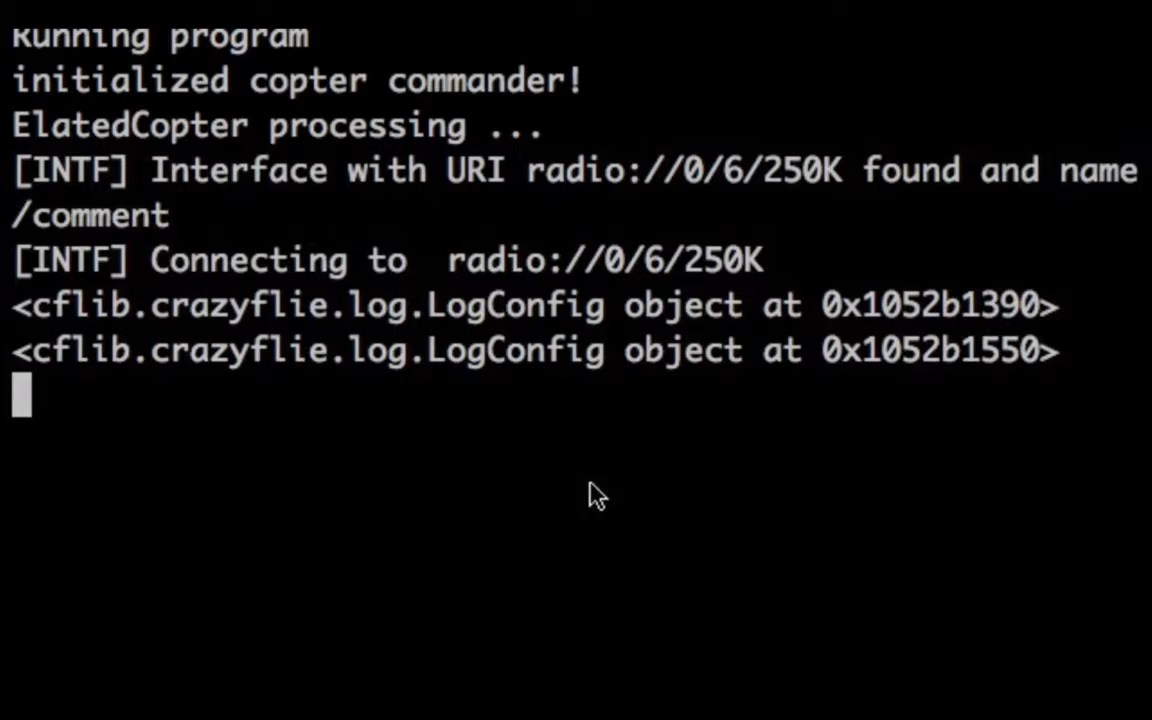 Running program
initialized copter commander!
ElatedCopter processing ...
[INTF] Interface with URI radio://0/6/250K found and name
/comment
[INTF] Connecting to  radio://0/6/250K
<cflib.crazyflie.log.LogConfig object at 0x1052b1390>
<cflib.crazyflie.log.LogConfig object at 0x1052b1550>